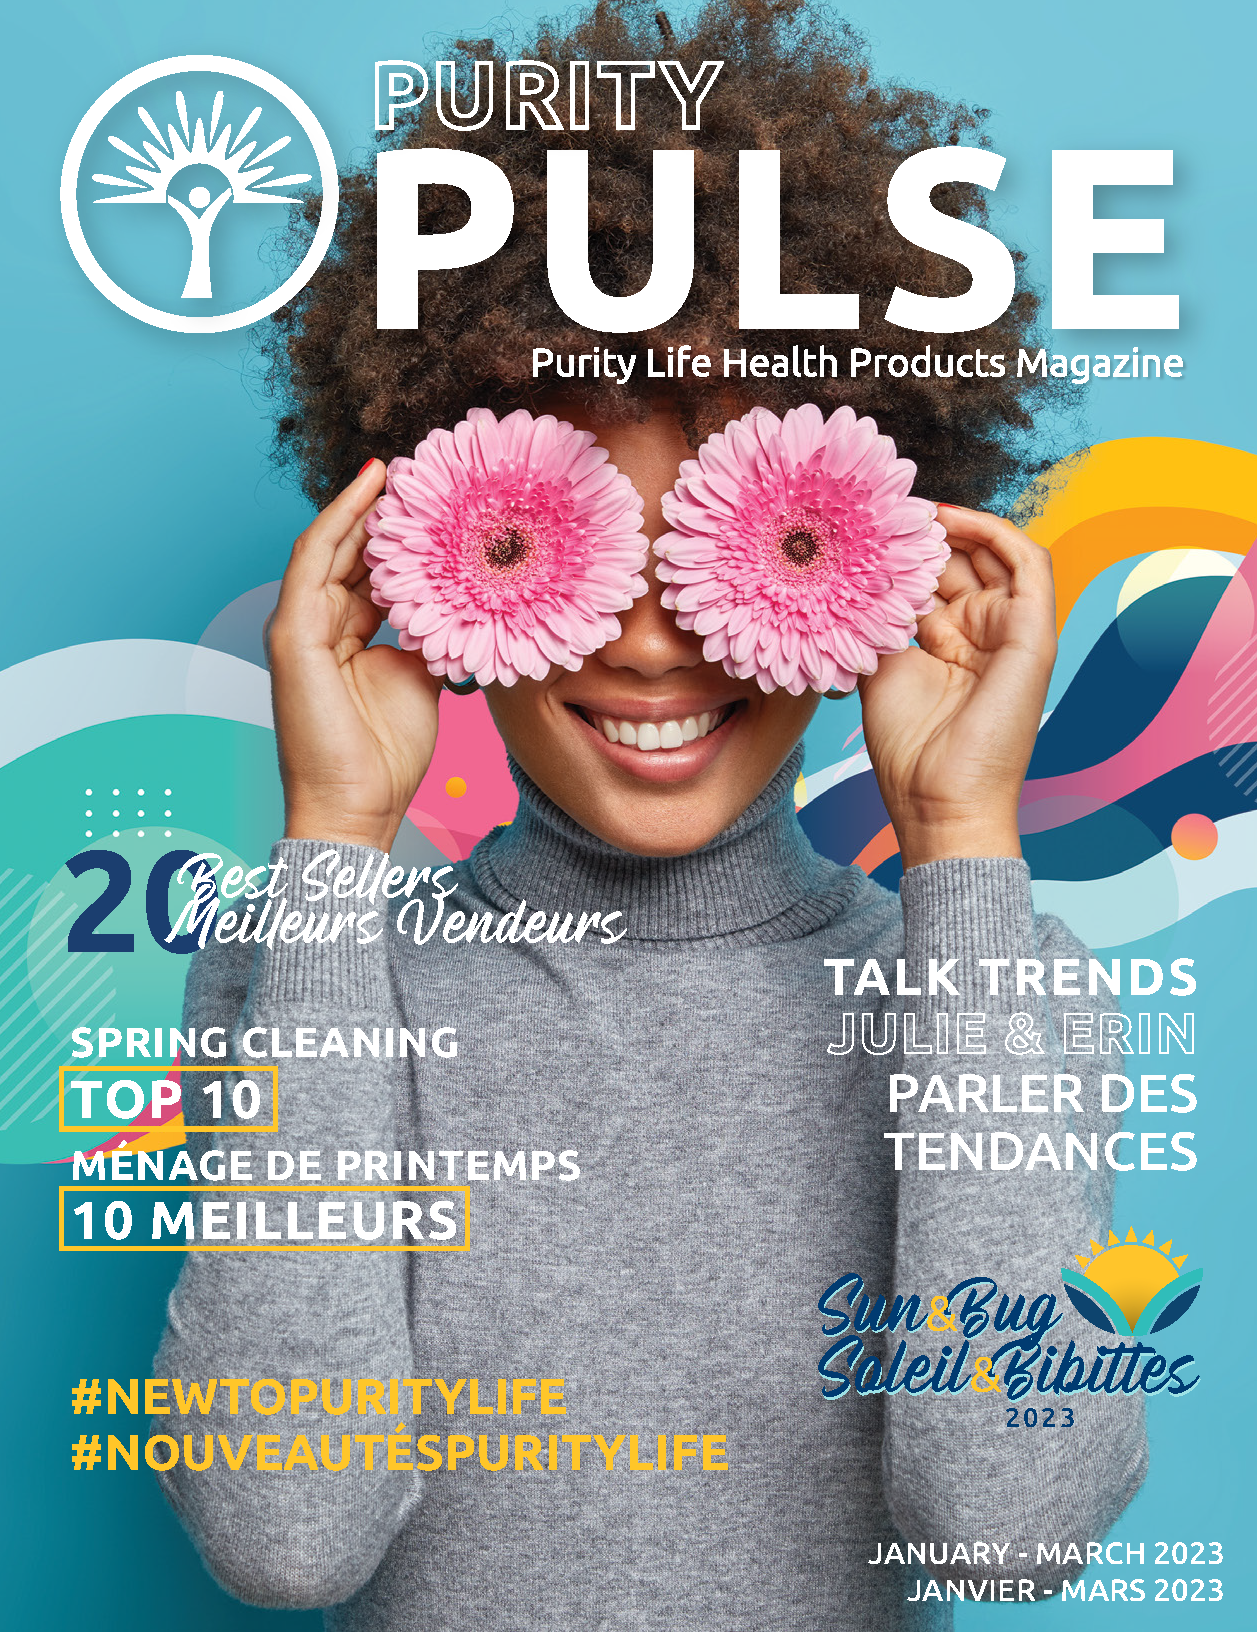 PURITY
PULSE
Purity Life Health Products Magazine
20 Best Sellers
Meilleurs Vendeurs
SPRING CLEANING
TOP 10
MÉNAGE DE PRINTEMPS
10 MEILLEURS
#NEWTOPURITYLIFE
#NOUVEAUTÉSPURITYLIFE
TALK TRENDS
JULIE & ERIN
PARLER DES
TENDANCES
Sun&Bug
Soleil&Bibittes
2023
JANUARY - MARCH 2023
JANVIER - MARS 2023